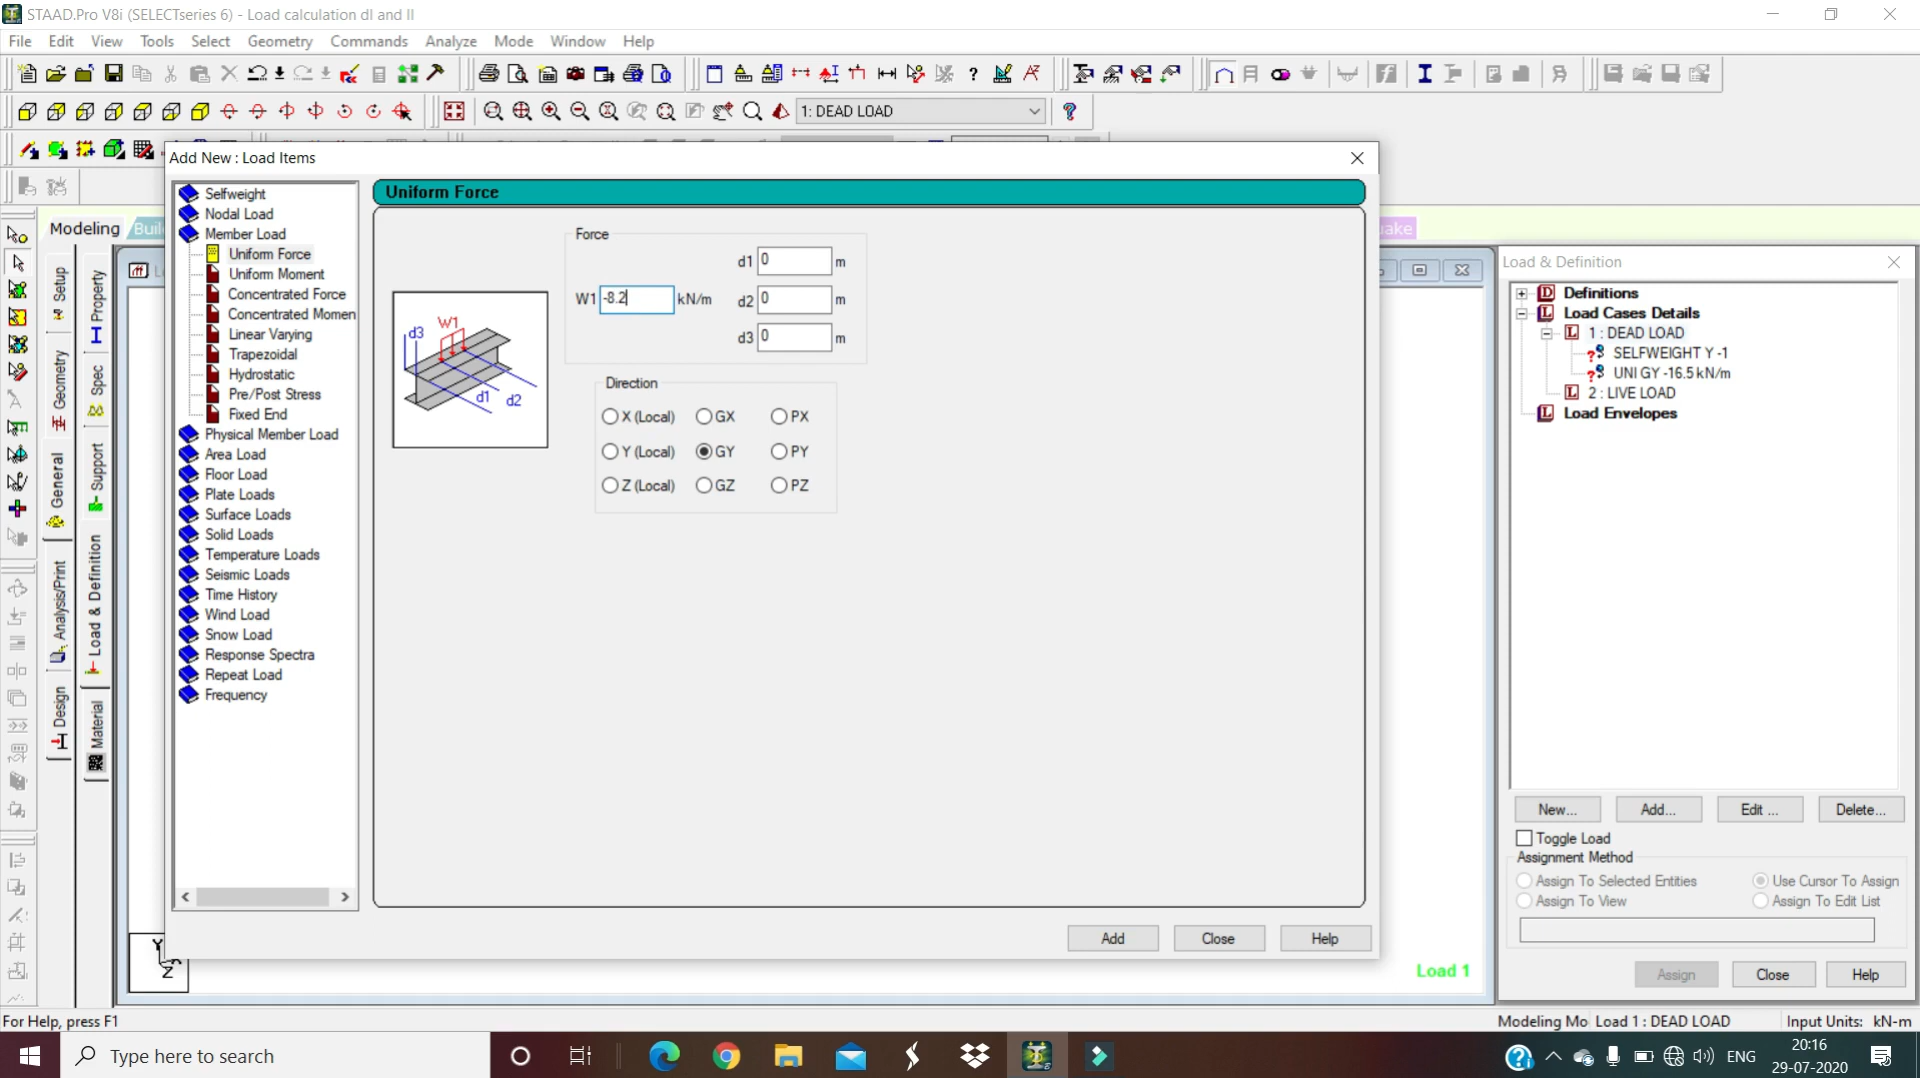 STAAD.Pro V8i (SELECTseries 6) - Load calculation dl and ll
File Edit View Tools Select Geometry Commands Analyze Mode Window Help
1: DEAD LOAD
Add New : Load Items
Modeling
Selfweight
Nodal Load
Member Load
Uniform Force
Uniform Moment
Concentrated Force
Concentrated Momen
Linear Varying
Trapezoidal
Hydrostatic
Pre/Post Stress
Fixed End
Physical Member Load
Area Load
Floor Load
Plate Loads
Surface Loads
Solid Loads
Temperature Loads
Seismic Loads
Time History
Wind Load
Snow Load
Response Spectra
Repeat Load
Frequency
Uniform Force
Force
d1 0 m
W1 -8.2 kN/m d2 0 m
d3 0 m
W1
d3
d1 d2
Direction
X (Local) GX PX
Y (Local) GY PY
Z (Local) GZ PZ
Add Close Help
Setup
Geometry
General
Analysis/Print
Design
Property
Spec
Support
Load & Definition
Material
Y
Z
Load 1
Load & Definition
Definitions
Load Cases Details
1 : DEAD LOAD
SELFWEIGHT Y -1
UNI GY -16.5 kN/m
2 : LIVE LOAD
Load Envelopes
New... Add... Edit ... Delete...
Toggle Load
Assignment Method
Assign To Selected Entities Use Cursor To Assign
Assign To View Assign To Edit List
Assign Close Help
For Help, press F1
Modeling Mo Load 1 : DEAD LOAD Input Units: kN-m
Type here to search
ENG
20:16
29-07-2020